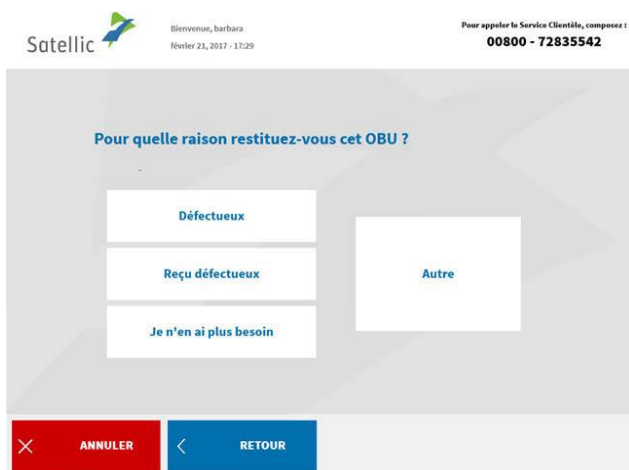 Satellic
Bienvenue, barbara
février 21, 2017 - 17:29
Pour appeler le Service Clientèle, composez :
00800 - 72835542
Pour quelle raison restituez-vous cet OBU ?
Défectueux
Reçu défectueux
Je n'en ai plus besoin
Autre
ANNULER
RETOUR